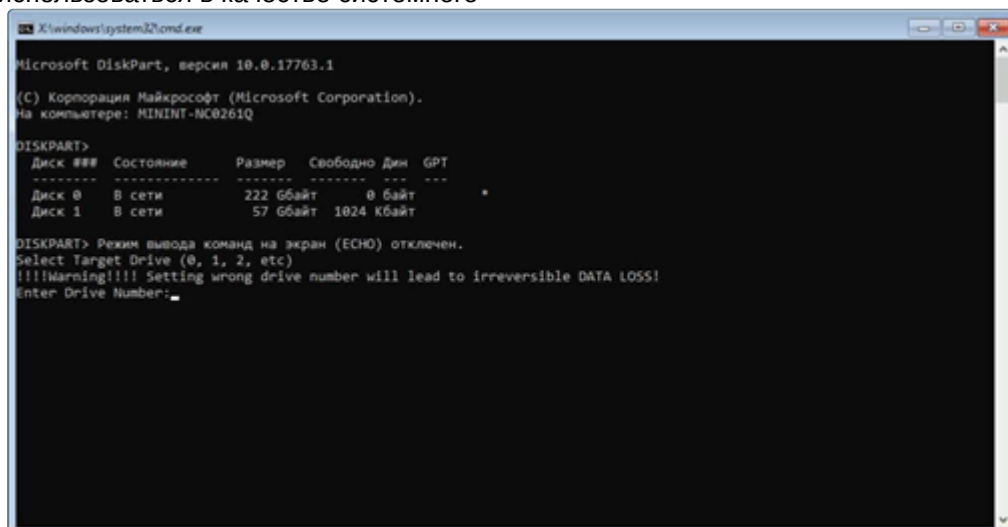 использоваться в качестве системного
X:\windows\system32\cmd.exe
Microsoft DiskPart, версия 10.0.17763.1
(C) Корпорация Майкрософт (Microsoft Corporation).
На компьютере: MININT-NC0261Q
DISKPART>
Диск ### Состояние Размер Свободно Дин GPT
-------- ------------- ------- ------- --- ---
Диск 0 В сети 222 Gбайт 0 байт *
Диск 1 В сети 57 Gбайт 1024 Kбайт
DISKPART> Режим вывода команд на экран (ECHO) отключен.
Select Target Drive (0, 1, 2, etc)
!!!!Warning!!!! Setting wrong drive number will lead to irreversible DATA LOSS!
Enter Drive Number:_